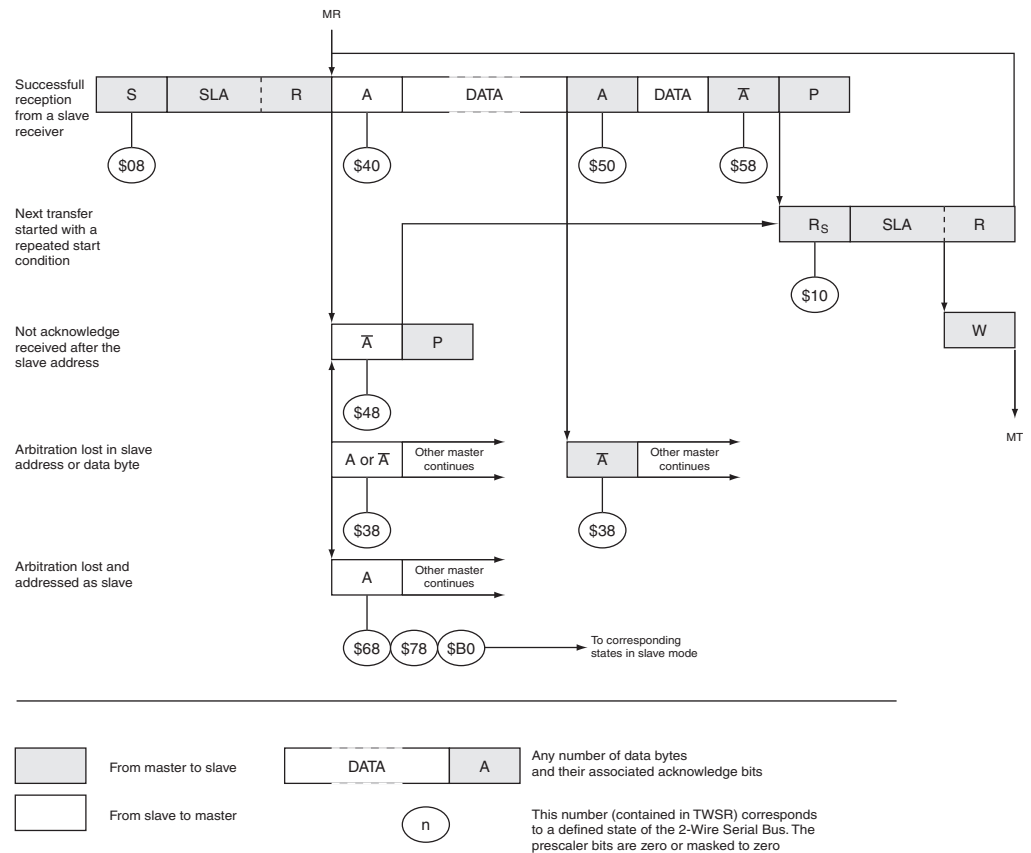 MR
Successfull
reception
from a slave
receiver
S SLA R A DATA A DATA A̅ P
$08 $40 $50 $58
Next transfer
started with a
repeated start
condition
RS SLA R
$10
Not acknowledge
received after the
slave address
A̅ P
W
$48
MT
Arbitration lost in slave
address or data byte
A or A̅
Other master
continues
A̅
Other master
continues
$38 $38
Arbitration lost and
addressed as slave
A
Other master
continues
$68 $78 $B0
To corresponding
states in slave mode
From master to slave
DATA A
Any number of data bytes
and their associated acknowledge bits
From slave to master
n
This number (contained in TWSR) corresponds
to a defined state of the 2-Wire Serial Bus. The
prescaler bits are zero or masked to zero